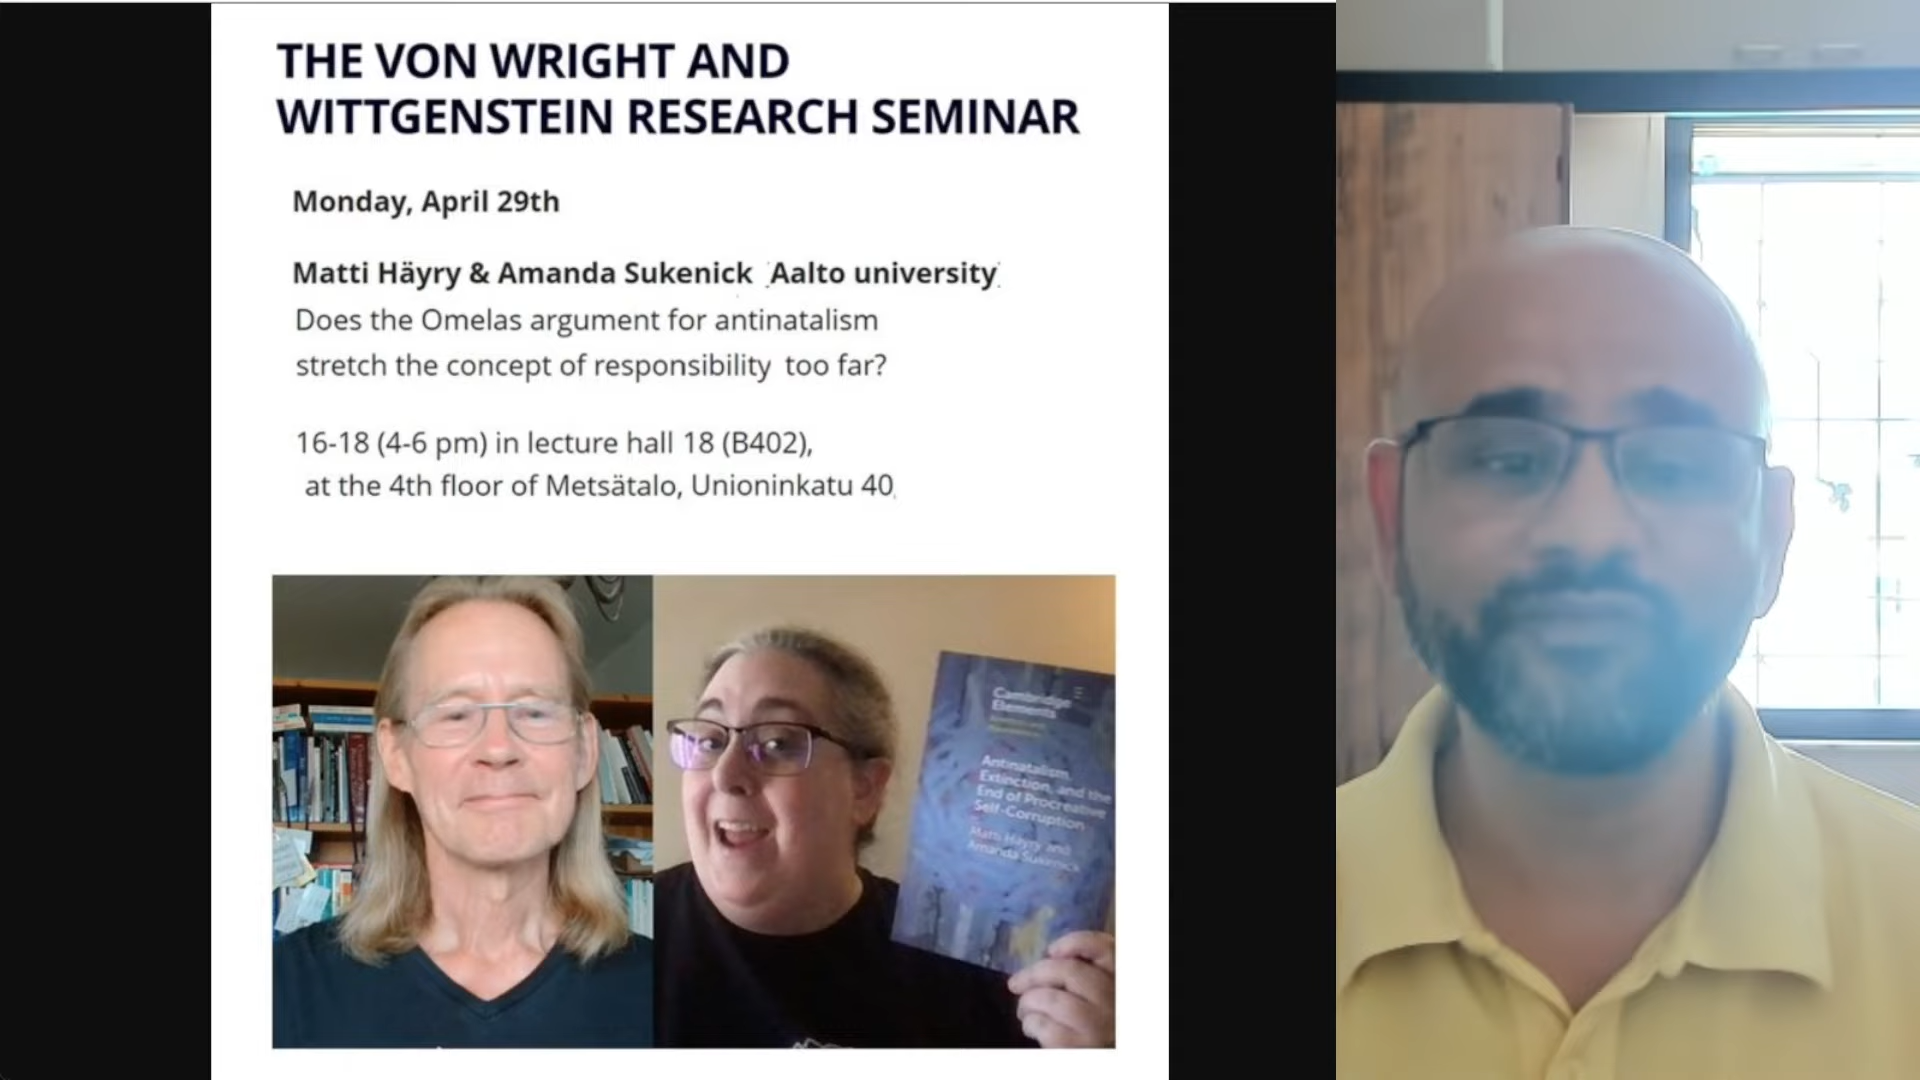 THE VON WRIGHT AND
WITTGENSTEIN RESEARCH SEMINAR
Monday, April 29th
Matti Häyry & Amanda Sukenick Aalto university
Does the Omelas argument for antinatalism
stretch the concept of responsibility too far?
16-18 (4-6 pm) in lecture hall 18 (B402),
at the 4th floor of Metsätalo, Unioninkatu 40
Cambridge
Elements
Antinatalism,
Extinction, and the
End of Procreative
Self-Corruption
Matti Häyry and
Amanda Sukenick